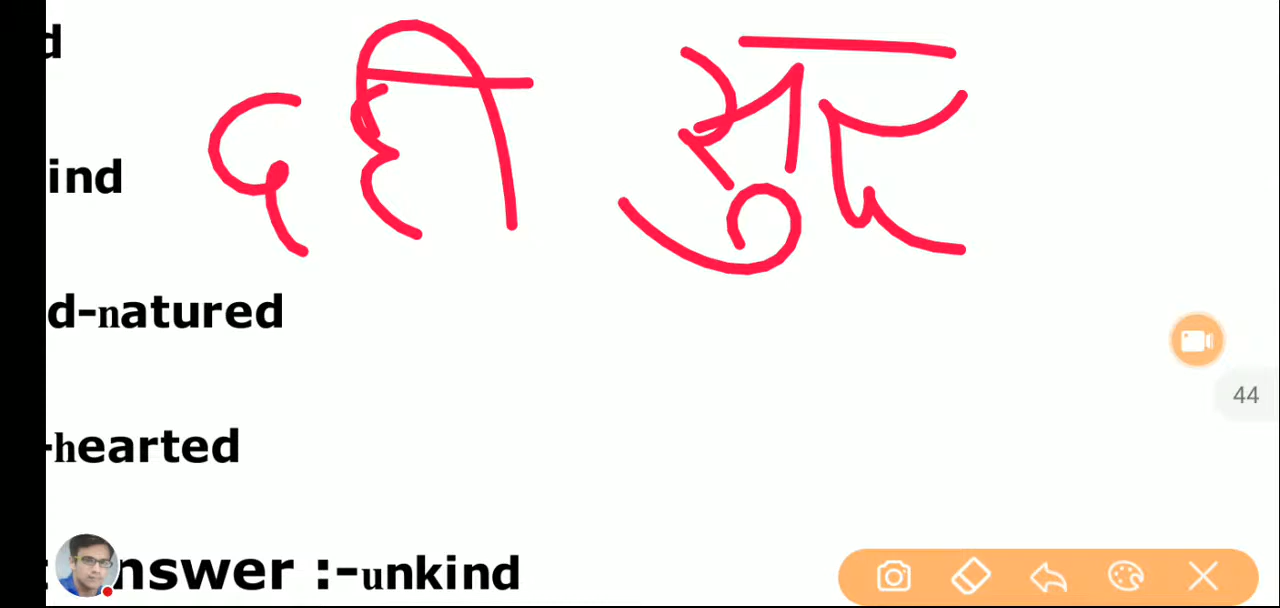 d
दही सुद
ind
d-natured
-hearted
44
: nswer :-unkind